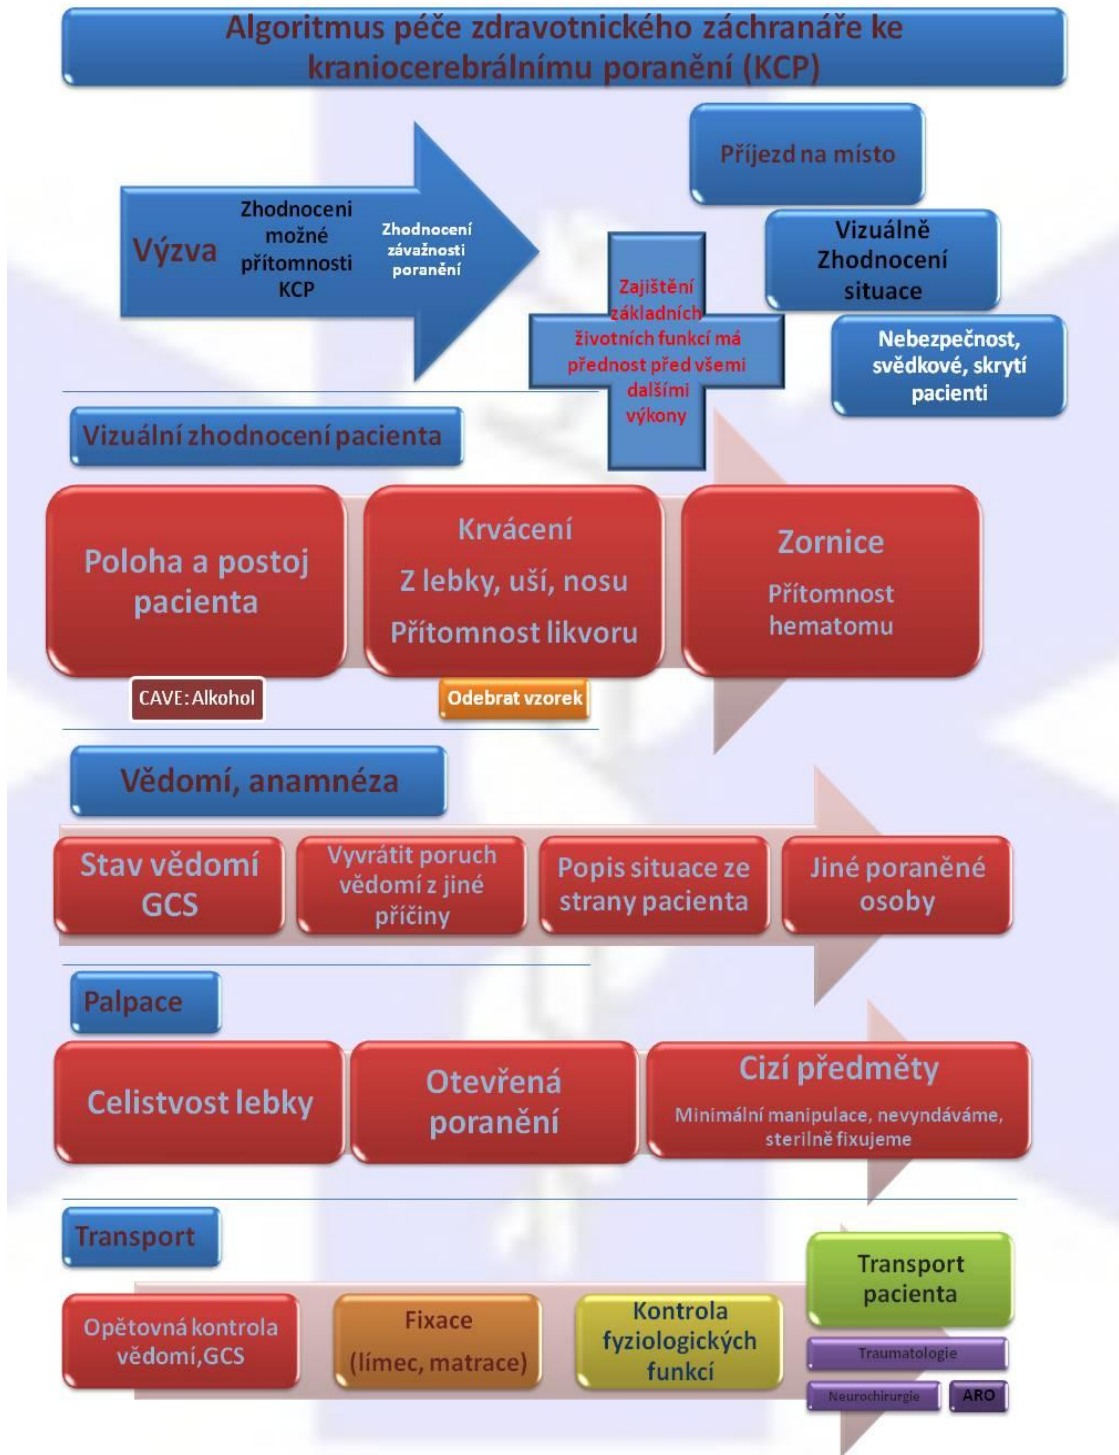 Algoritmus péče zdravotnického záchranáře ke
kraniocerebrálnímu poranění (KCP)
Výzva
Zhodnoceni
možné
přítomnosti
KCP
Zhodnocení
závažnosti
poranění
Příjezd na místo
Vizuálně
Zhodnocení
situace
Nebezpečnost,
svědkové, skrytí
pacienti
Zajištění
základních
životních funkcí má
přednost před všemi
dalšími
výkony
Vizuální zhodnocení pacienta
Poloha a postoj
pacienta
CAVE: Alkohol
Krvácení
Z lebky, uší, nosu
Přítomnost likvoru
Odebrat vzorek
Zornice
Přítomnost
hematomu
Vědomí, anamnéza
Stav vědomí
GCS
Vyvrátit poruch
vědomí z jiné
příčiny
Popis situace ze
strany pacienta
Jiné poraněné
osoby
Palpace
Celistvost lebky
Otevřená
poranění
Cizí předměty
Minimální manipulace, nevyndáváme,
sterilně fixujeme
Transport
Opětovná kontrola
vědomí,GCS
Fixace
(límec, matrace)
Kontrola
fyziologických
funkcí
Transport
pacienta
Traumatologie
Neurochirurgie
ARO